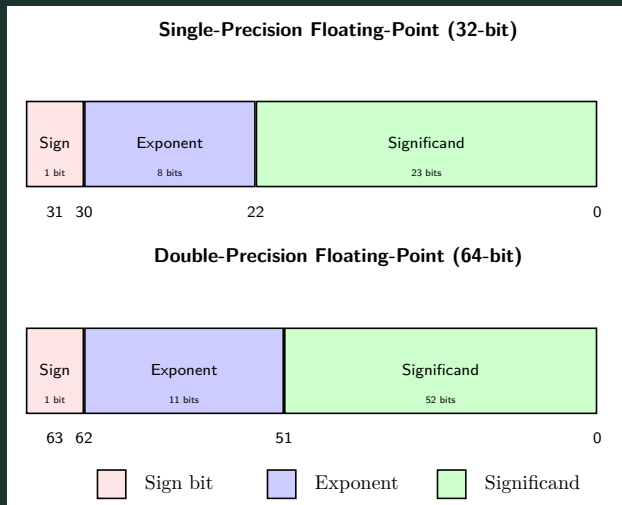 Single-Precision Floating-Point (32-bit)
Sign Exponent Significand
1 bit 8 bits 23 bits
31 30 22 0
Double-Precision Floating-Point (64-bit)
Sign Exponent Significand
1 bit 11 bits 52 bits
63 62 51 0
Sign bit Exponent Significand